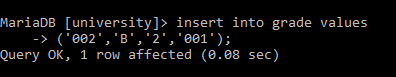 MariaDB [university]> insert into grade values
    -> ('002','B','2','001');
Query OK, 1 row affected (0.08 sec)